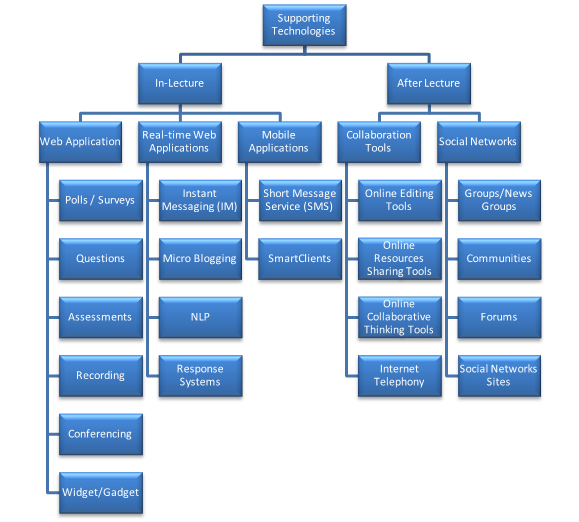 Supporting
Technologies
In-Lecture
After Lecture
Web Application
Real-time Web
Applications
Mobile
Applications
Collaboration
Tools
Social Networks
Polls / Surveys
Instant
Messaging (IM)
Short Message
Service (SMS)
Online Editing
Tools
Groups/News
Groups
Questions
Micro Blogging
SmartClients
Online
Resources
Sharing Tools
Communities
Assessments
NLP
Online
Collaborative
Thinking Tools
Forums
Recording
Response
Systems
Internet
Telephony
Social Networks
Sites
Conferencing
Widget/Gadget